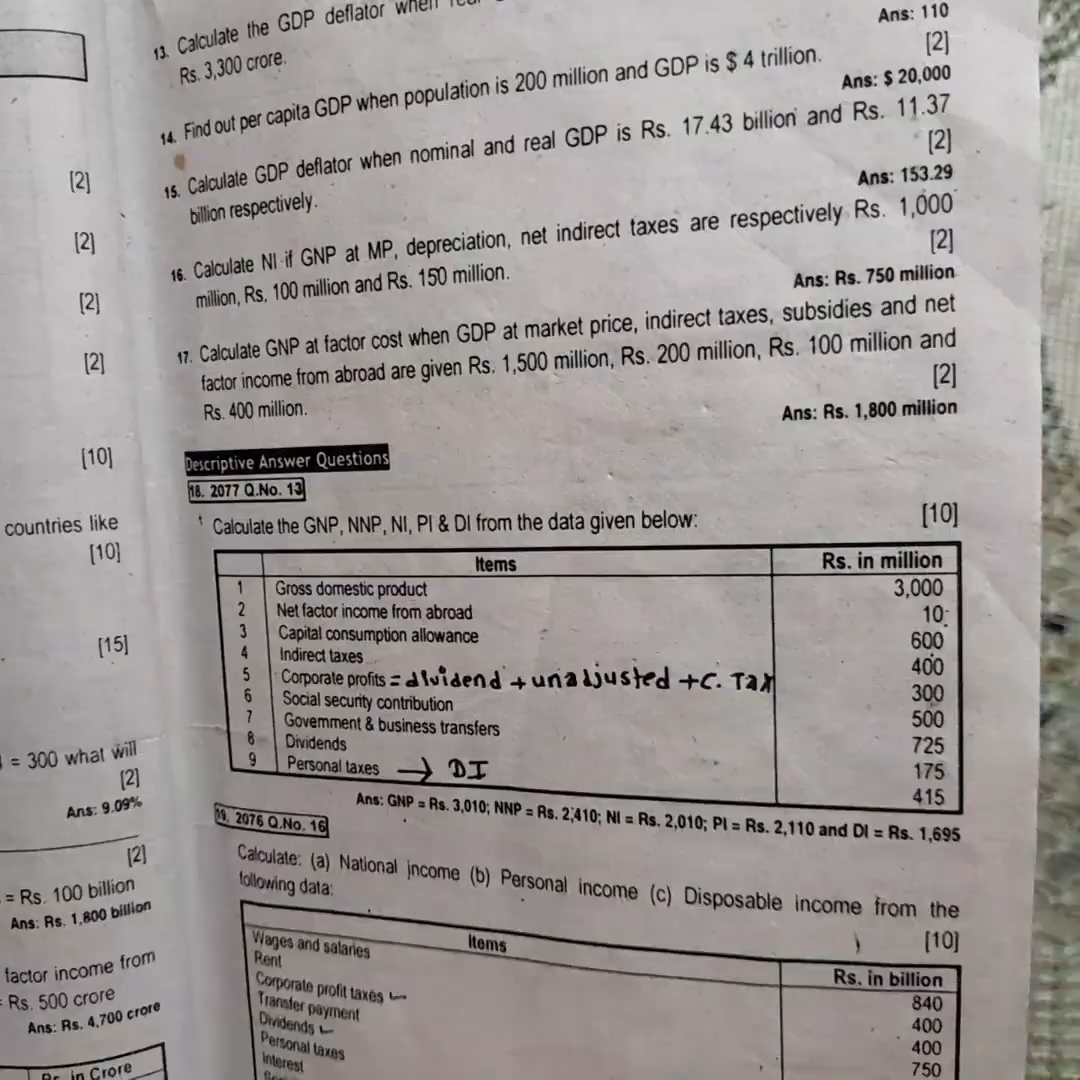 13. Calculate the GDP deflator when
Rs. 3,300 crore.
Ans: 110
14. Find out per capita GDP when population is 200 million and GDP is $ 4 trillion.
[2]
Ans: $ 20,000
15. Calculate GDP deflator when nominal and real GDP is Rs. 17.43 billion and Rs. 11.37
billion respectively.
[2]
Ans: 153.29
16. Calculate NI if GNP at MP, depreciation, net indirect taxes are respectively Rs. 1,000
million, Rs. 100 million and Rs. 150 million.
[2]
Ans: Rs. 750 million
17. Calculate GNP at factor cost when GDP at market price, indirect taxes, subsidies and net
factor income from abroad are given Rs. 1,500 million, Rs. 200 million, Rs. 100 million and
Rs. 400 million.
[2]
Ans: Rs. 1,800 million
Descriptive Answer Questions
18. 2077 Q.No. 13
Calculate the GNP, NNP, NI, PI & DI from the data given below:
[10]
Items Rs. in million
1 Gross domestic product 3,000
2 Net factor income from abroad 10
3 Capital consumption allowance 600
4 Indirect taxes 400
5 Corporate profits = dividend + unadjusted + C. Tax 300
6 Social security contribution 500
7 Government & business transfers 725
8 Dividends 175
9 Personal taxes → DI 415
Ans: GNP = Rs. 3,010; NNP = Rs. 2,410; NI = Rs. 2,010; PI = Rs. 2,110 and DI = Rs. 1,695
19. 2076 Q.No. 16
Calculate: (a) National income (b) Personal income (c) Disposable income from the
following data:
[10]
Items Rs. in billion
Wages and salaries 840
Rent 400
Corporate profit taxes 400
Transfer payment 750
Dividends
Personal taxes
Interest
[2]
[2]
[2]
[2]
[10]
countries like
[10]
[15]
= 300 what will
[2]
Ans: 9.09%
[2]
= Rs. 100 billion
Ans: Rs. 1,800 billion
factor income from
= Rs. 500 crore
Ans: Rs. 4,700 crore
Rs. in Crore